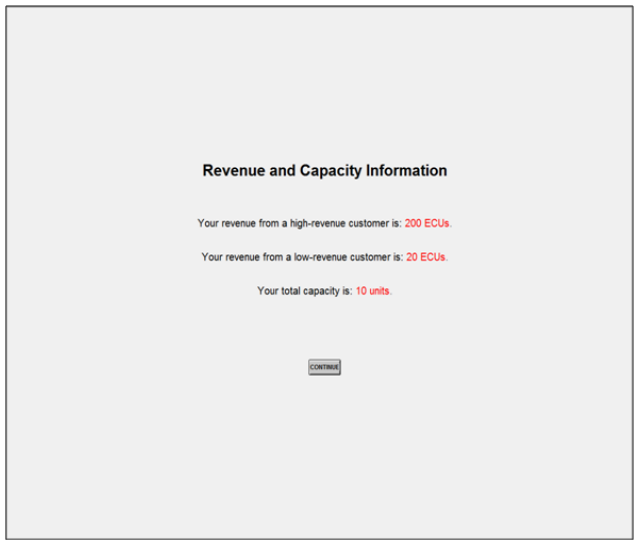 Revenue and Capacity Information
Your revenue from a high-revenue customer is: 200 ECUs.
Your revenue from a low-revenue customer is: 20 ECUs.
Your total capacity is: 10 units.
CONTINUE